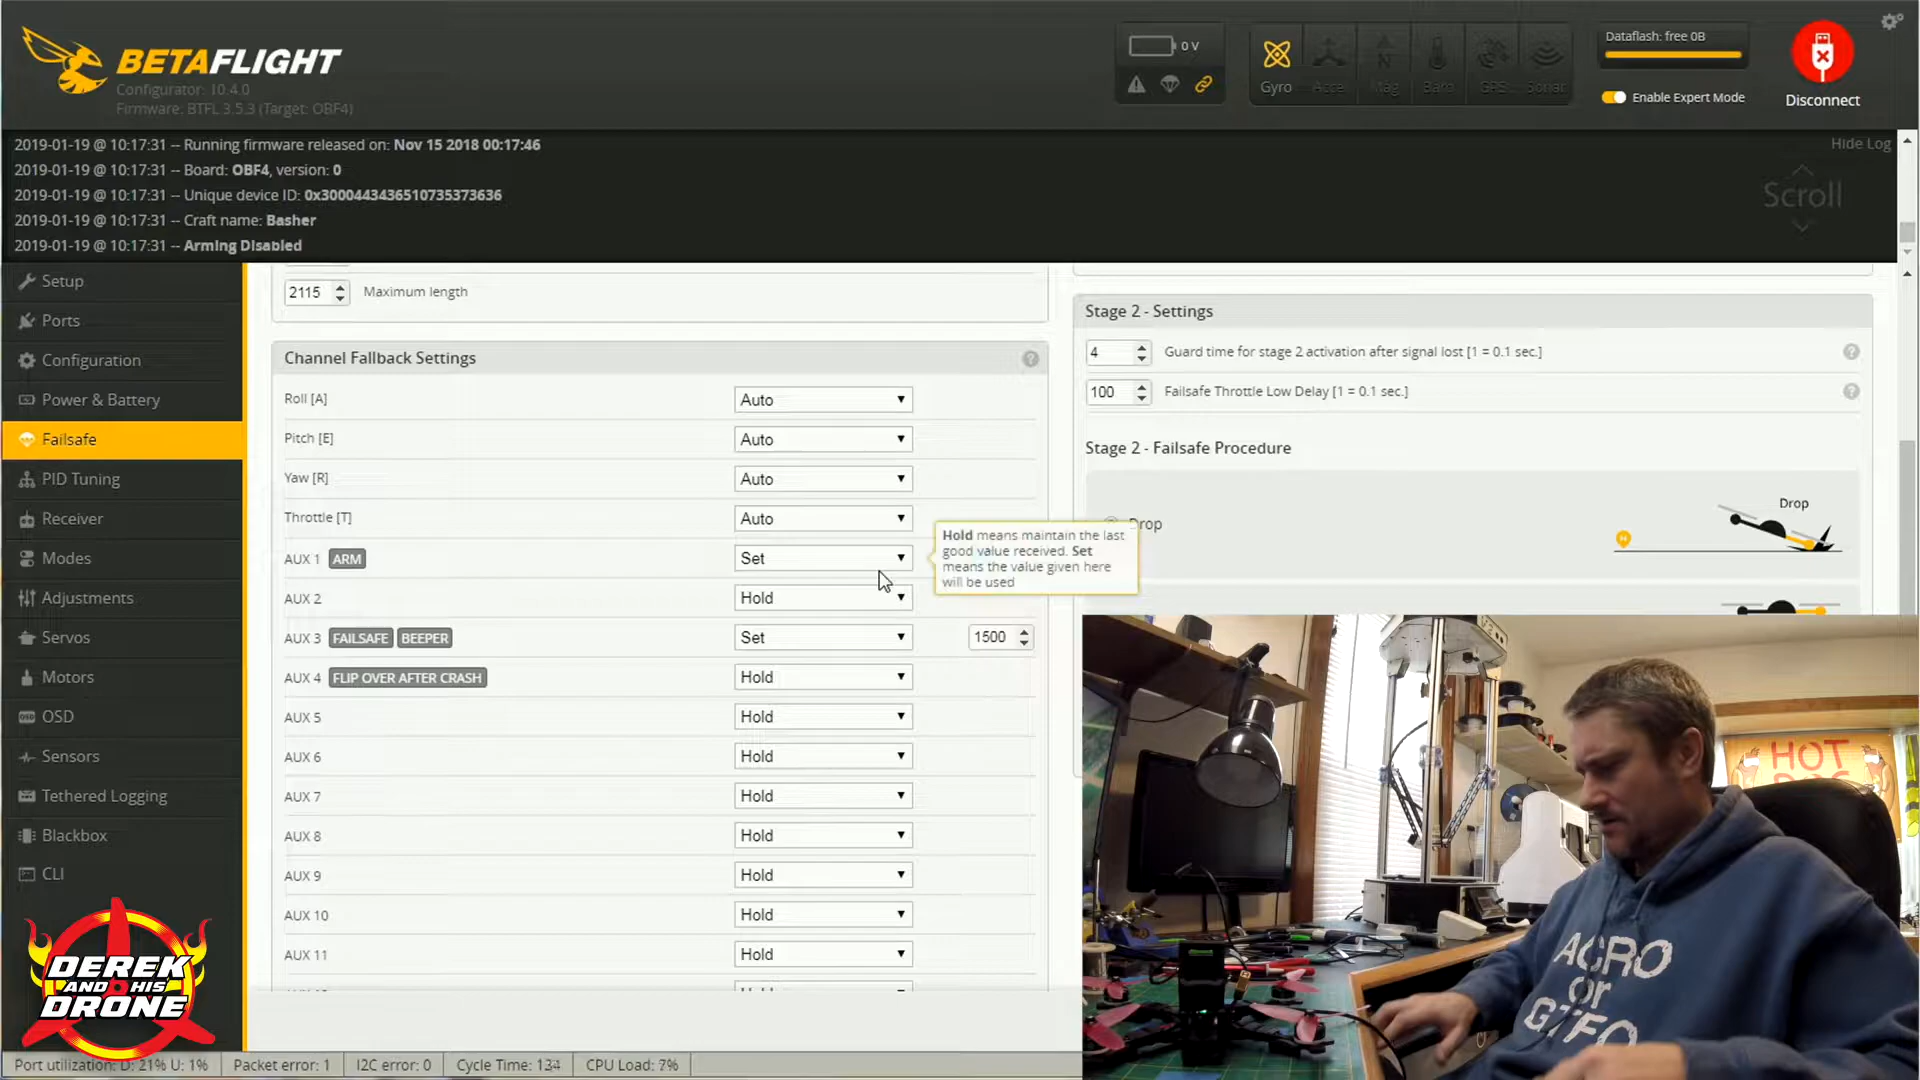 BETAFLIGHT
Configurator: 10.4.0
Firmware: BTFL 3.5.3 (Target: OBF4)
0 V
Gyro
Accel
Mag
Baro
GPS
Sonar
Dataflash: free 0B
Enable Expert Mode
Disconnect
2019-01-19 @ 10:17:31 -- Running firmware released on: Nov 15 2018 00:17:46
2019-01-19 @ 10:17:31 -- Board: OBF4, version: 0
2019-01-19 @ 10:17:31 -- Unique device ID: 0x3000443436510735373636
2019-01-19 @ 10:17:31 -- Craft name: Basher
2019-01-19 @ 10:17:31 -- Arming Disabled
Hide Log
Scroll
Setup
Ports
Configuration
Power & Battery
Failsafe
PID Tuning
Receiver
Modes
Adjustments
Servos
Motors
OSD
Sensors
Tethered Logging
Blackbox
CLI
2115 Maximum length
Channel Fallback Settings
Roll [A] Auto
Pitch [E] Auto
Yaw [R] Auto
Throttle [T] Auto
AUX 1 ARM Set
AUX 2 Hold
AUX 3 FAILSAFE BEEPER Set 1500
AUX 4 FLIP OVER AFTER CRASH Hold
AUX 5 Hold
AUX 6 Hold
AUX 7 Hold
AUX 8 Hold
AUX 9 Hold
AUX 10 Hold
AUX 11 Hold
Hold means maintain the last
good value received. Set
means the value given here
will be used
Stage 2 - Settings
4 Guard time for stage 2 activation after signal lost [1 = 0.1 sec.]
100 Failsafe Throttle Low Delay [1 = 0.1 sec.]
Stage 2 - Failsafe Procedure
Drop
Drop
HOT
ACRO
or
GTFO
DEREK
AND HIS
DRONE
Port utilization: D: 21% U: 1%
Packet error: 1
I2C error: 0
Cycle Time: 134
CPU Load: 7%